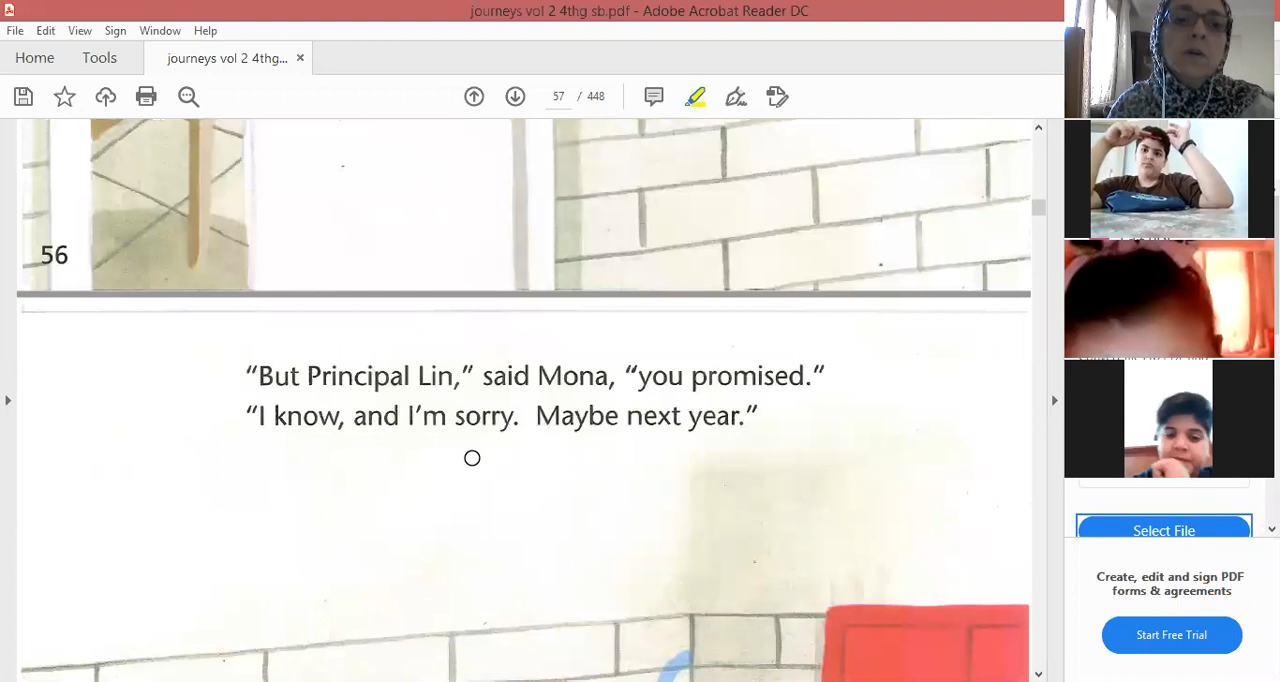 journeys vol 2 4thg sb.pdf - Adobe Acrobat Reader DC
File Edit View Sign Window Help
Home Tools journeys vol 2 4thg... ×
57 / 448
56
“But Principal Lin,” said Mona, “you promised.“
“I know, and I’m sorry. Maybe next year.”
Select File
Create, edit and sign PDF
forms & agreements
Start Free Trial